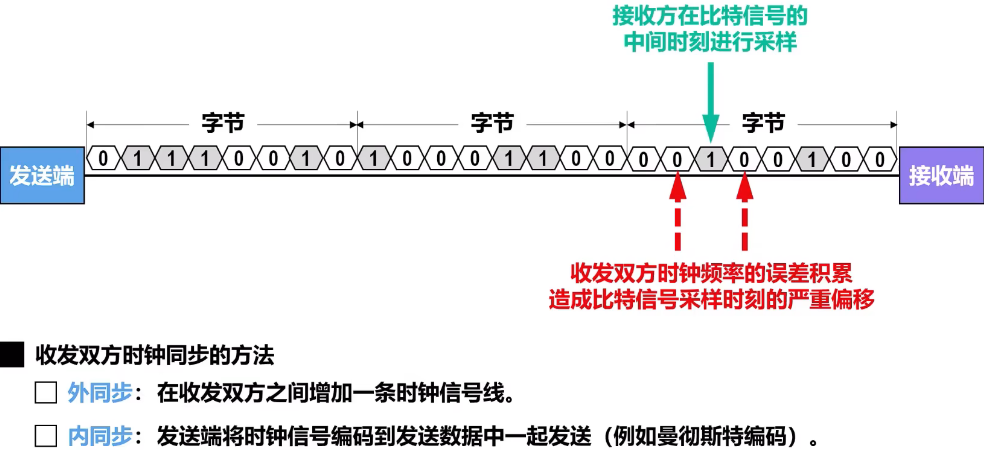 接收方在比特信号的
中间时刻进行采样
字节 字节 字节
发送端 0 1 1 1 0 0 1 0 1 0 0 0 1 1 0 0 0 0 1 0 0 1 0 0 接收端
收发双方时钟频率的误差积累
造成比特信号采样时刻的严重偏移
收发双方时钟同步的方法
外同步：在收发双方之间增加一条时钟信号线。
内同步：发送端将时钟信号编码到发送数据中一起发送（例如曼彻斯特编码）。